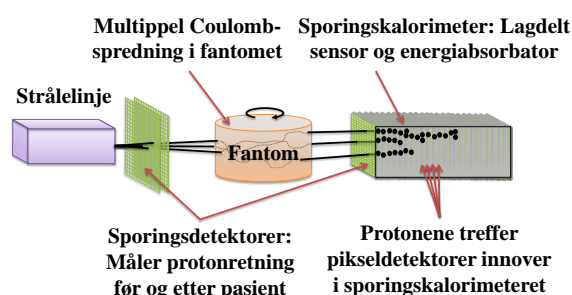 Multippel Coulomb-
spredning i fantomet
Sporingskalorimeter: Lagdelt
sensor og energiabsorbator
Strålelinje
Fantom
Sporingsdetektorer:
Måler protonretning
før og etter pasient
Protonene treffer
pikseldetektorer innover
i sporingskalorimeteret